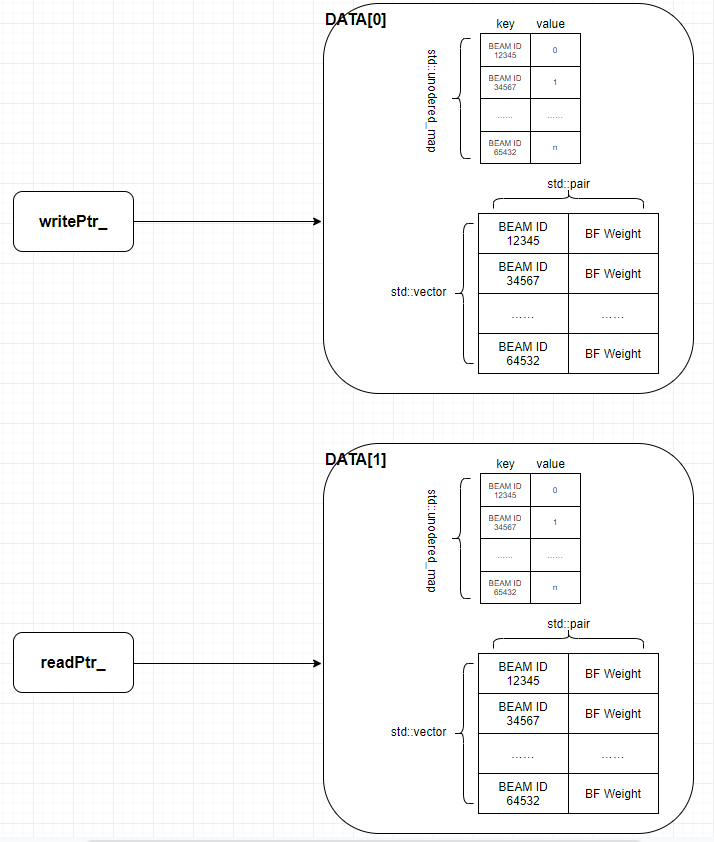 DATA[0]
key value
BEAM ID
12345
0
BEAM ID
34567
1
...... ......
BEAM ID
65432
n
std::unodered_map
std::pair
writePtr_
BEAM ID
12345
BF Weight
BEAM ID
34567
BF Weight
std::vector
...... ......
BEAM ID
64532
BF Weight
DATA[1]
key value
BEAM ID
12345
0
BEAM ID
34567
1
...... ......
BEAM ID
65432
n
std::unodered_map
std::pair
readPtr_
BEAM ID
12345
BF Weight
BEAM ID
34567
BF Weight
std::vector
...... ......
BEAM ID
64532
BF Weight